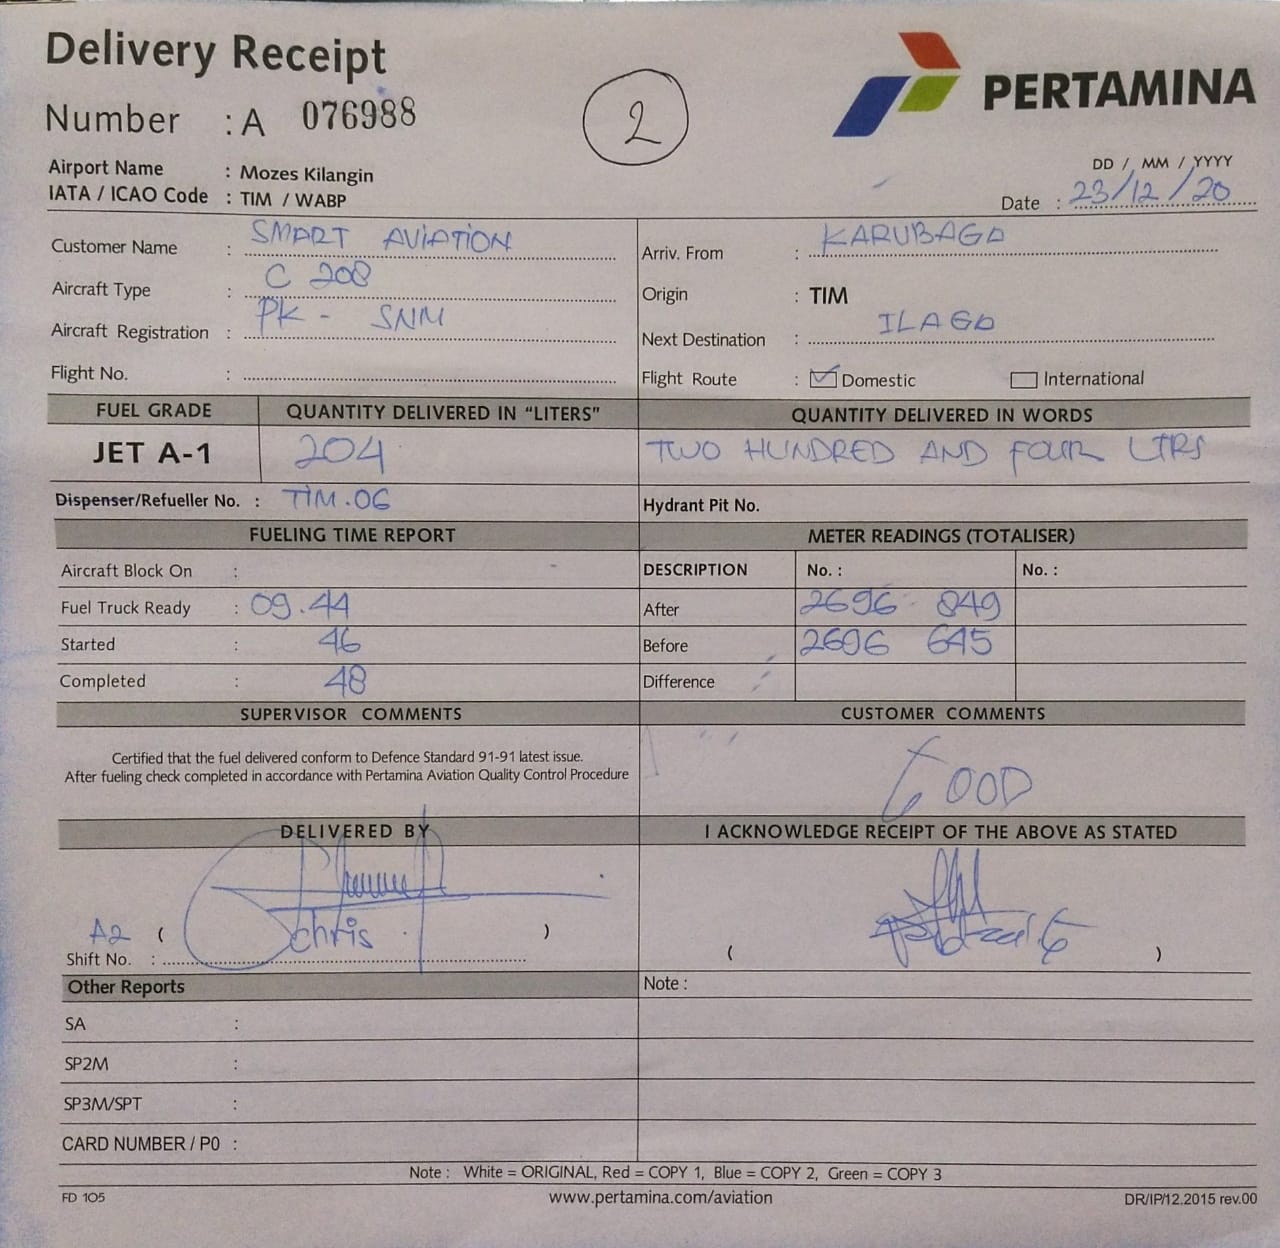 Delivery Receipt
Number : A 076988
2
PERTAMINA
Airport Name : Mozes Kilangin
IATA / ICAO Code : TIM / WABP
DD / MM / YYYY
Date : 23/12/20
Customer Name : SMART AVIATION
Arriv. From : KARUBAGA
Aircraft Type : C 208
Origin : TIM
Aircraft Registration : PK - SNM
Next Destination : ILAGA
Flight No. :
Flight Route : Domestic International
FUEL GRADE QUANTITY DELIVERED IN "LITERS" QUANTITY DELIVERED IN WORDS
JET A-1 204 TWO HUNDRED AND FOUR LTRS
Dispenser/Refueller No. : TIM.06 Hydrant Pit No.
FUELING TIME REPORT METER READINGS (TOTALISER)
Aircraft Block On : DESCRIPTION No. : No. :
Fuel Truck Ready : 09.44 After 2696 849
Started : 46 Before 2696 645
Completed : 48 Difference
SUPERVISOR COMMENTS CUSTOMER COMMENTS
Certified that the fuel delivered conform to Defence Standard 91-91 latest issue.
After fueling check completed in accordance with Pertamina Aviation Quality Control Procedure
GOOD
DELIVERED BY I ACKNOWLEDGE RECEIPT OF THE ABOVE AS STATED
A2 ( chris )
Shift No. :
( )
Other Reports Note :
SA :
SP2M :
SP3M/SPT :
CARD NUMBER / P0 :
Note : White = ORIGINAL, Red = COPY 1, Blue = COPY 2, Green = COPY 3
FD 105 www.pertamina.com/aviation DR/IP/12.2015 rev.00